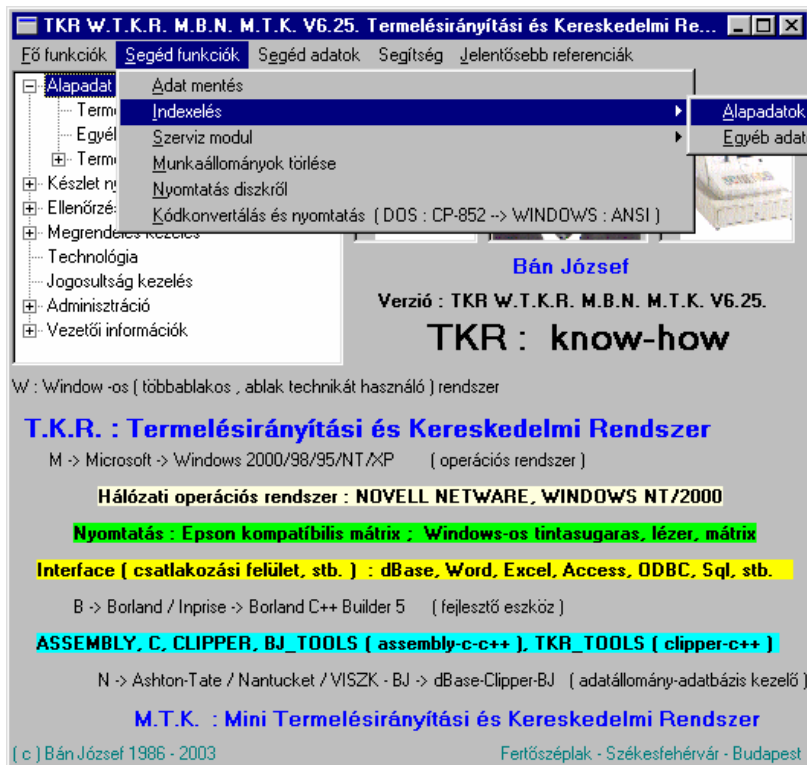 TKR W.T.K.R. M.B.N. M.T.K. V6.25. Termelésirányítási és Kereskedelmi Re...
Fő funkciók Segéd funkciók Segéd adatok Segítség Jelentősebb referenciák
Alapadat
Adat mentés
Indexelés
Alapadatok
Szerviz modul
Egyéb
Munkaállományok törlése
Nyomtatás diszkről
Kódkonvertálás és nyomtatás ( DOS : CP-852 --> WINDOWS : ANSI )
Készlet
Megrendelés kezelés
Technológia
Jogosultság kezelés
Adminisztráció
Vezetői információk
Bán József
Verzió : TKR W.T.K.R. M.B.N. M.T.K. V6.25.
TKR : know-how
W : Window -os ( többablakos , ablak technikát használó ) rendszer
T.K.R. : Termelésirányítási és Kereskedelmi Rendszer
M -> Microsoft -> Windows 2000/98/95/NT/XP ( operációs rendszer )
Hálózati operációs rendszer : NOVELL NETWARE, WINDOWS NT/2000
Nyomtatás : Epson kompatíbilis mátrix ; Windows-os tintasugaras, lézer, mátrix
Interface ( csatlakozási felület, stb. ) : dBase, Word, Excel, Access, ODBC, Sql, stb.
B -> Borland / Inprise -> Borland C++ Builder 5 ( fejlesztő eszköz )
ASSEMBLY, C, CLIPPER, BJ_TOOLS ( assembly-c-c++ ), TKR_TOOLS ( clipper-c++ )
N -> Ashton-Tate / Nantucket / VISZK - BJ -> dBase-Clipper-BJ ( adatállomány-adatbázis kezelő )
M.T.K. : Mini Termelésirányítási és Kereskedelmi Rendszer
( c ) Bán József 1986 - 2003
Fertőszéplak - Székesfehérvár - Budapest